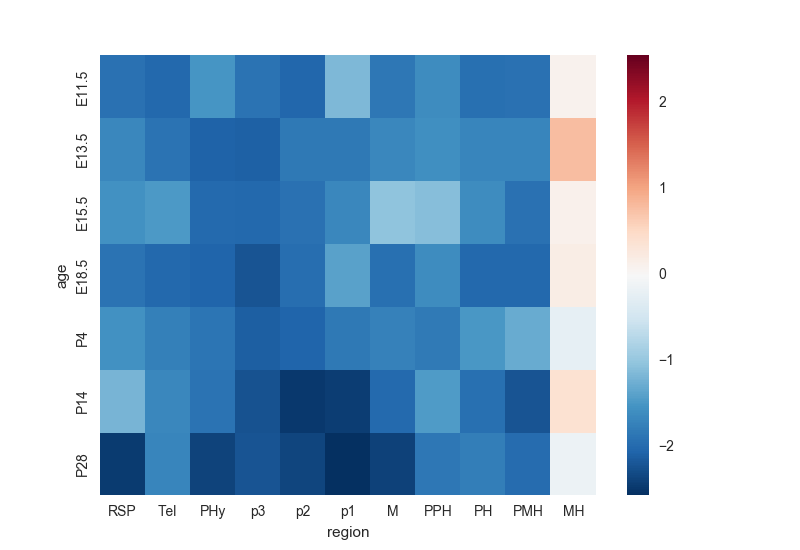 age
E11.5
E13.5
E15.5
E18.5
P4
P14
P28
RSP Tel PHy p3 p2 p1 M PPH PH PMH MH
region
2
1
0
−1
−2